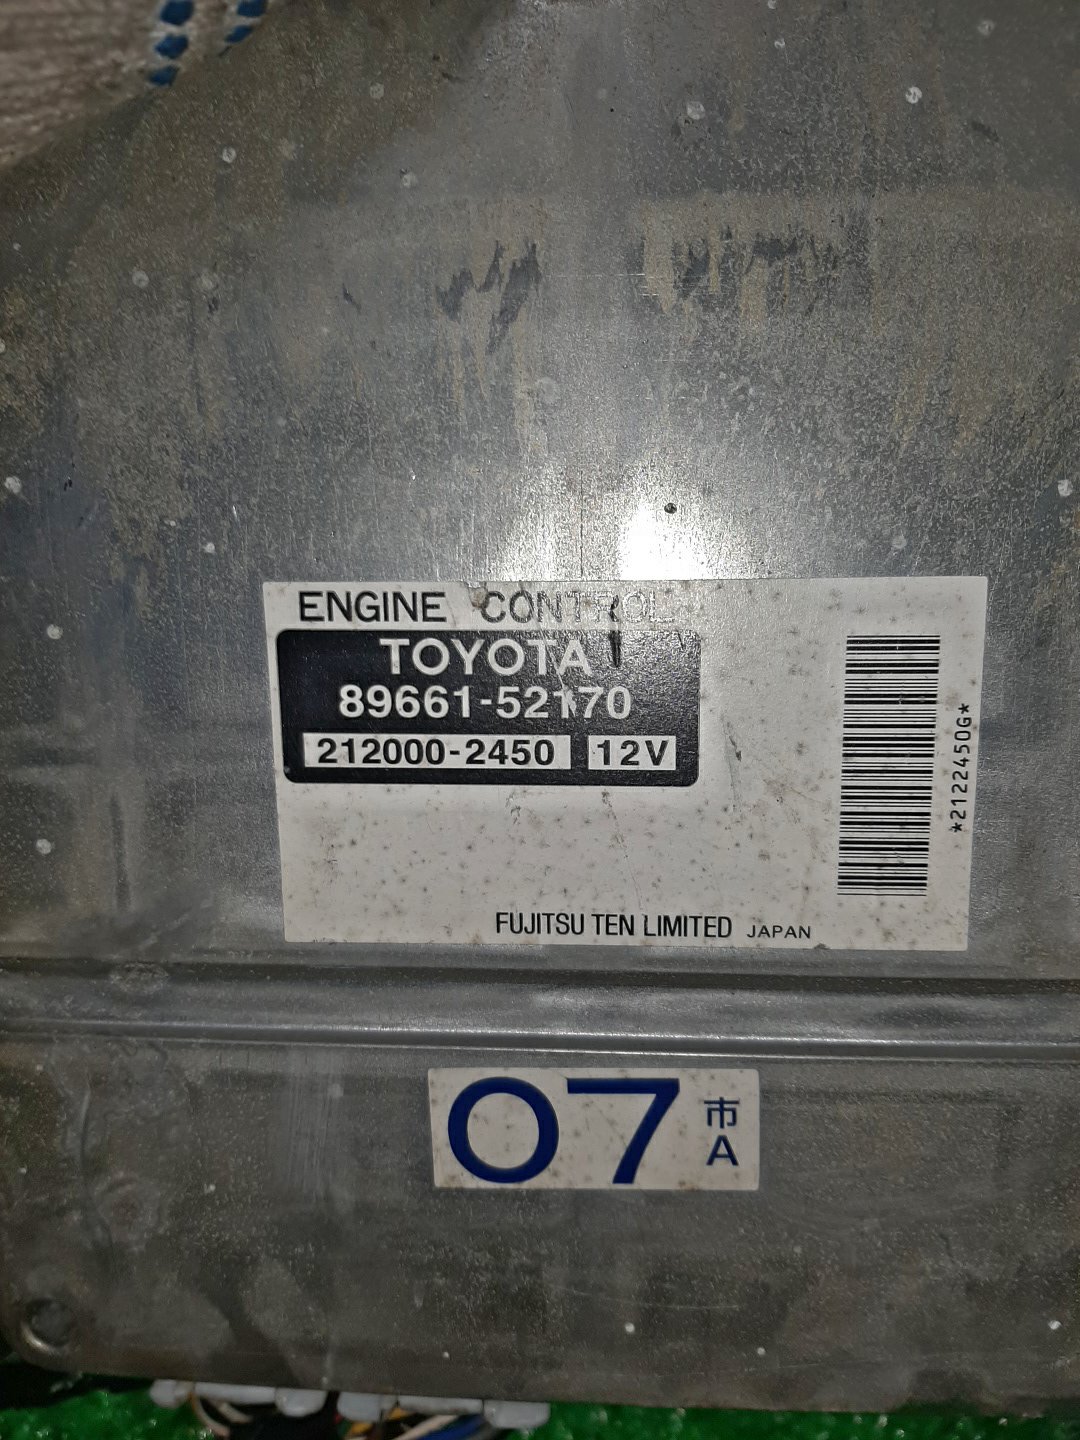 ENGINE CONTROL
TOYOTA
89661-52170
212000-2450 12V
*2122450G*
FUJITSU TEN LIMITED JAPAN
07 市
A